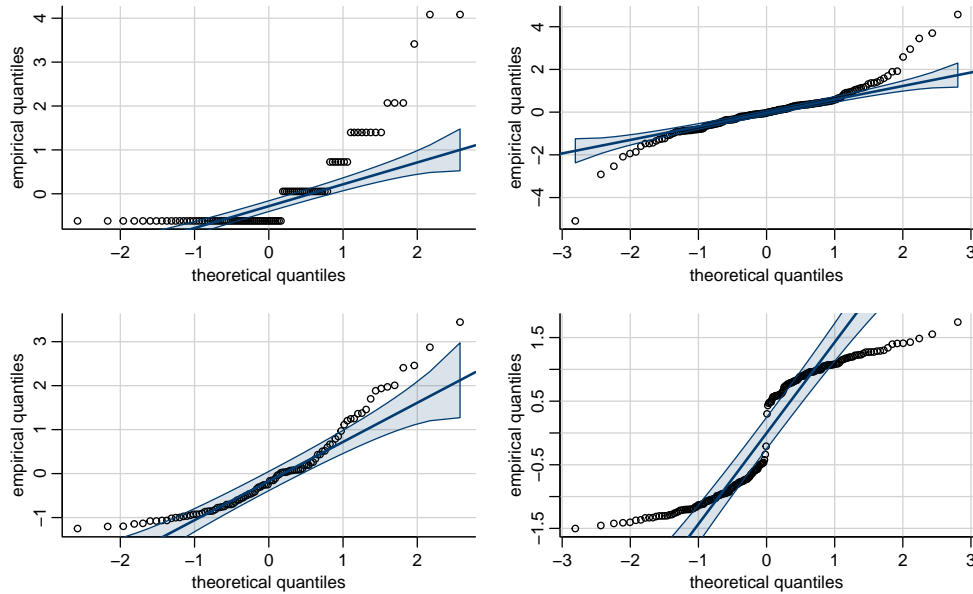 4
3
2
1
0
empirical quantiles
−2 −1 0 1 2
theoretical quantiles
4
2
0
−2
−4
empirical quantiles
−3 −2 −1 0 1 2 3
theoretical quantiles
3
2
1
0
−1
empirical quantiles
−2 −1 0 1 2
theoretical quantiles
1.5
0.5
−0.5
−1.5
empirical quantiles
−3 −2 −1 0 1 2 3
theoretical quantiles